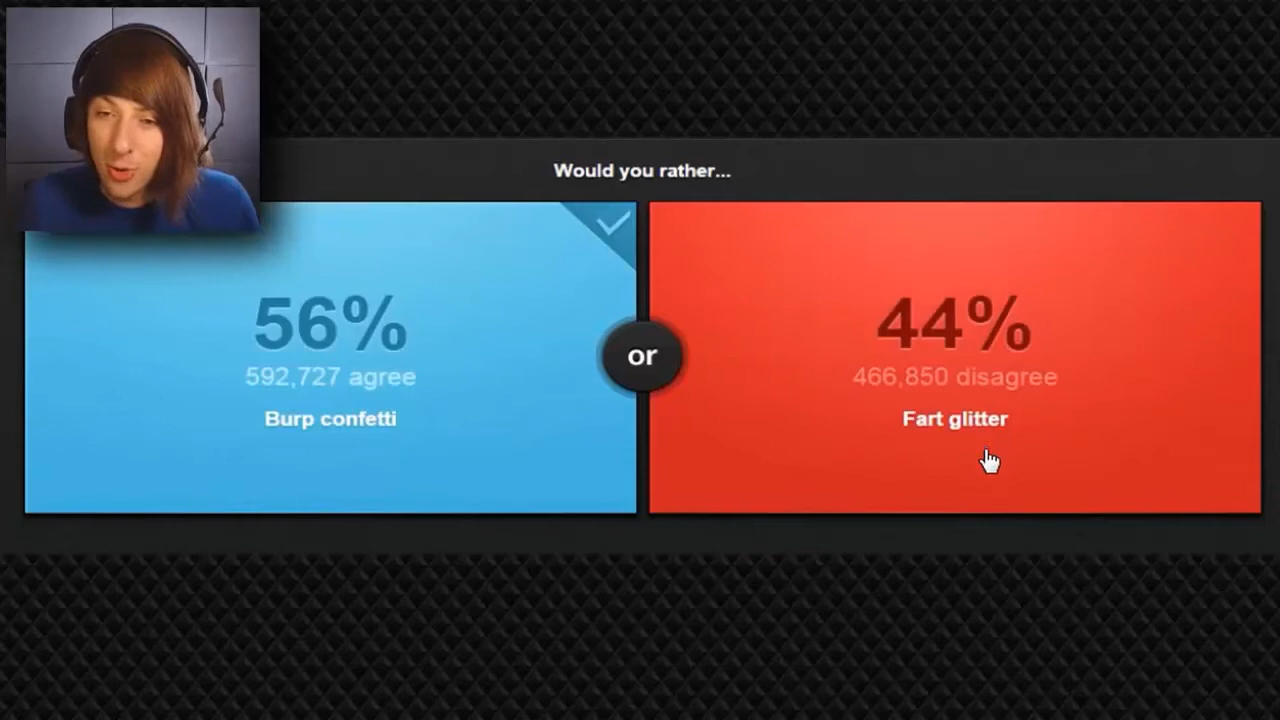 Would you rather...
56%
592,727 agree
Burp confetti
or
44%
466,850 disagree
Fart glitter